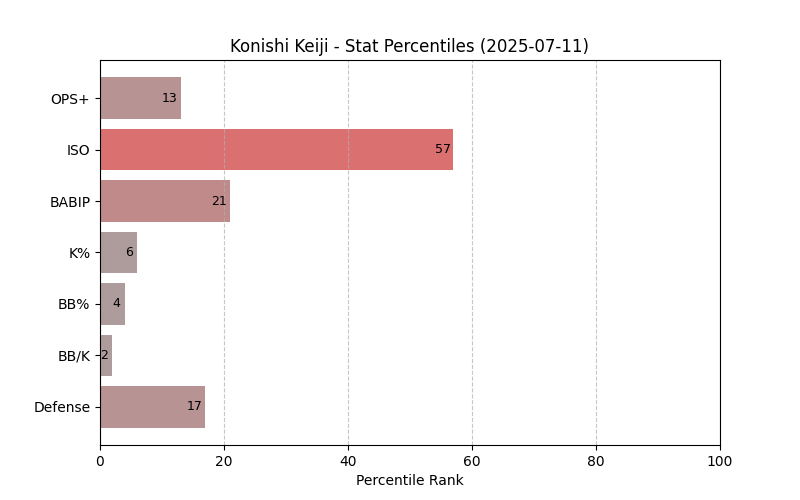 Konishi Keiji - Stat Percentiles (2025-07-11)
OPS+ 13
ISO 57
BABIP 21
K% 6
BB% 4
BB/K 2
Defense 17
0 20 40 60 80 100
Percentile Rank